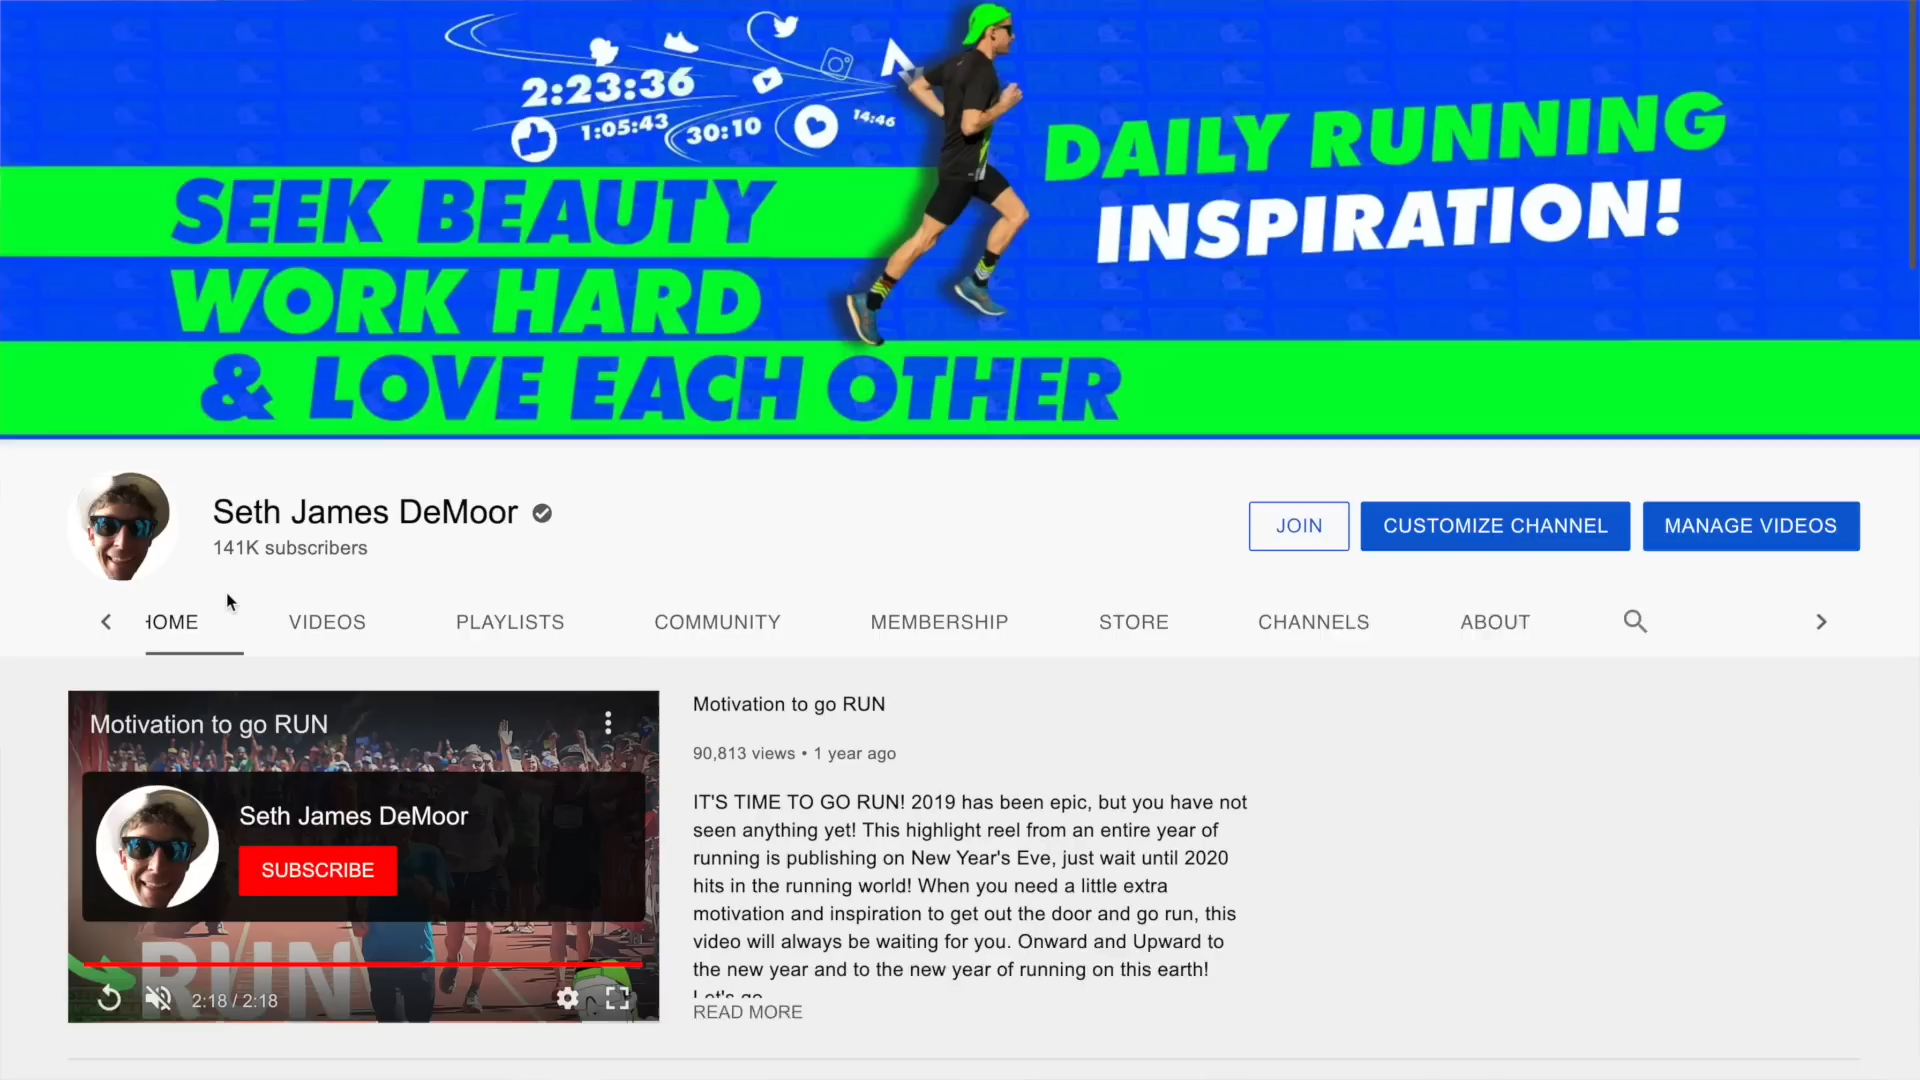 2:23:36
1:05:43
30:10
14:46
DAILY RUNNING
INSPIRATION!
SEEK BEAUTY
WORK HARD
& LOVE EACH OTHER
Seth James DeMoor
141K subscribers
JOIN
CUSTOMIZE CHANNEL
MANAGE VIDEOS
HOME
VIDEOS
PLAYLISTS
COMMUNITY
MEMBERSHIP
STORE
CHANNELS
ABOUT
Motivation to go RUN
Seth James DeMoor
SUBSCRIBE
RUN
2:18 / 2:18
Motivation to go RUN
90,813 views • 1 year ago
IT'S TIME TO GO RUN! 2019 has been epic, but you have not
seen anything yet! This highlight reel from an entire year of
running is publishing on New Year's Eve, just wait until 2020
hits in the running world! When you need a little extra
motivation and inspiration to get out the door and go run, this
video will always be waiting for you. Onward and Upward to
the new year and to the new year of running on this earth!
Let's go
READ MORE